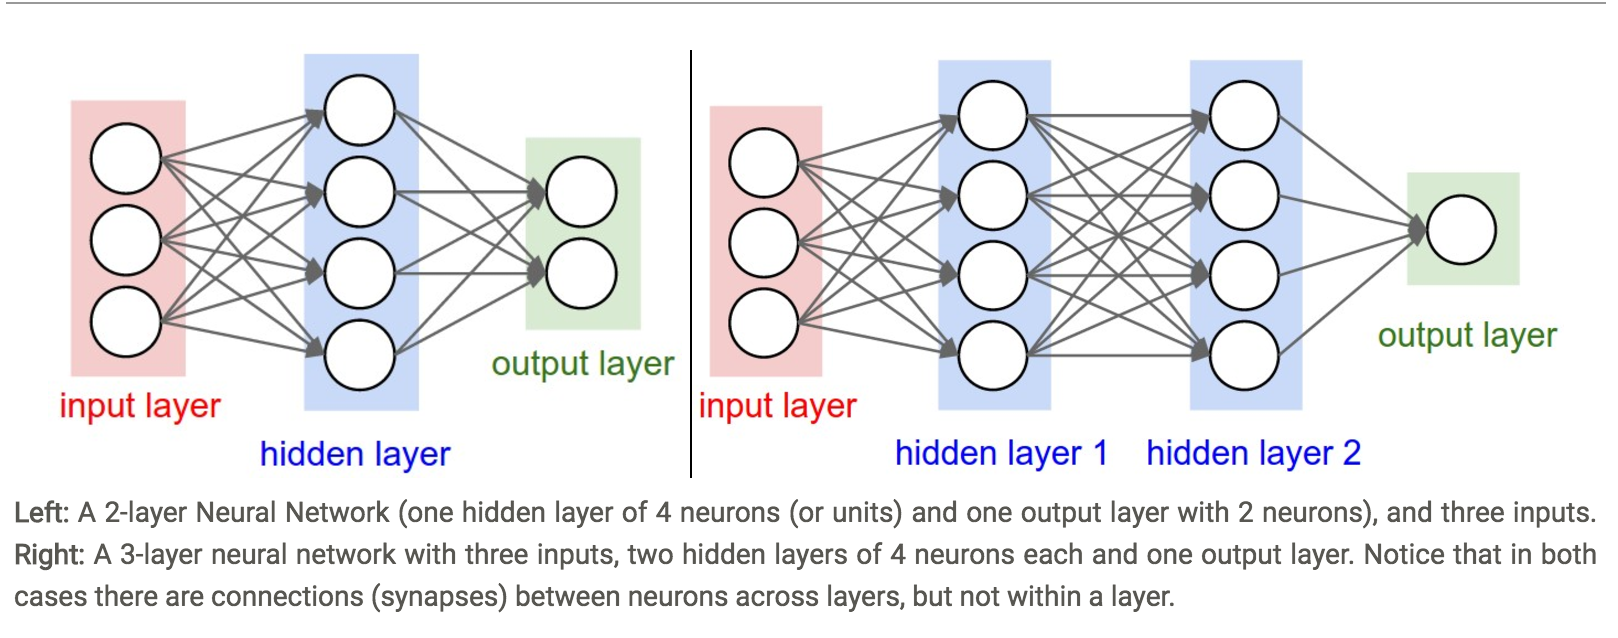 input layer
hidden layer
output layer
input layer
hidden layer 1
hidden layer 2
output layer
Left: A 2-layer Neural Network (one hidden layer of 4 neurons (or units) and one output layer with 2 neurons), and three inputs.
Right: A 3-layer neural network with three inputs, two hidden layers of 4 neurons each and one output layer. Notice that in both
cases there are connections (synapses) between neurons across layers, but not within a layer.